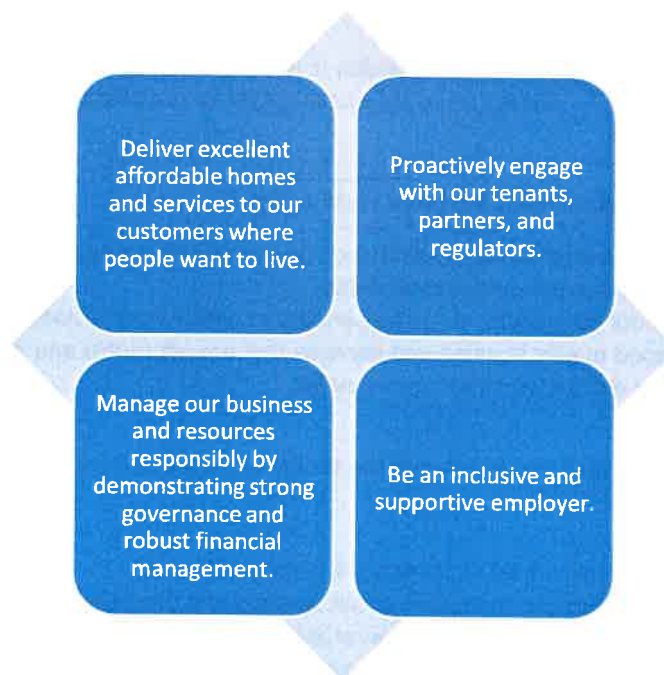 Deliver excellent
affordable homes
and services to our
customers where
people want to live.
Proactively engage
with our tenants,
partners, and
regulators.
Manage our business
and resources
responsibly by
demonstrating strong
governance and
robust financial
management.
Be an inclusive and
supportive employer.